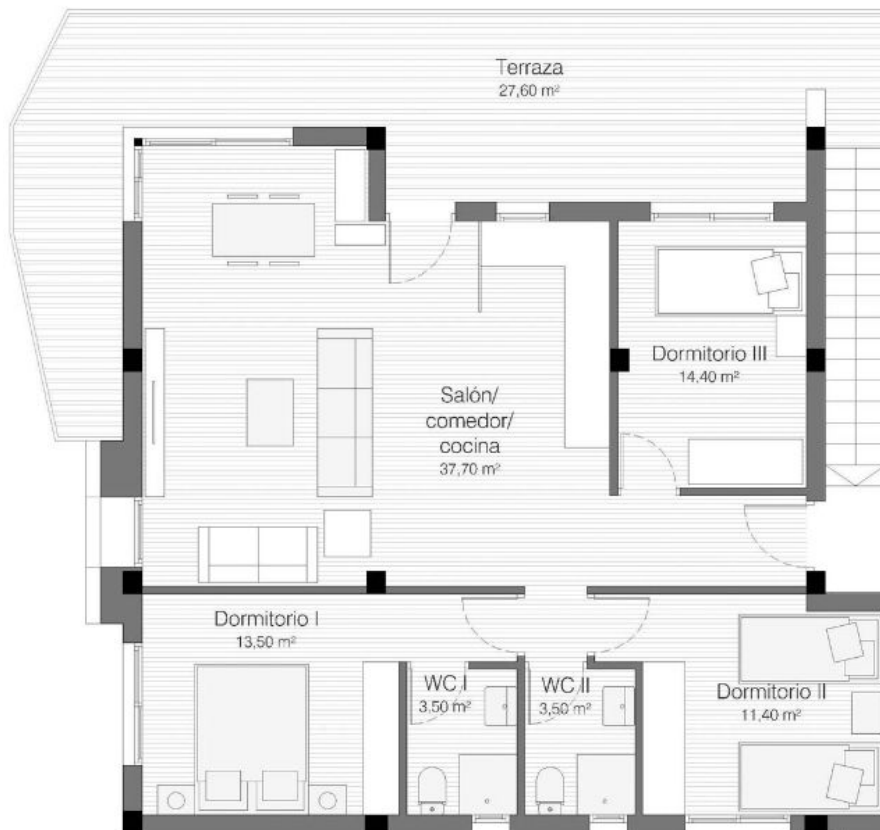 Terraza
27,60 m²
Dormitorio III
14,40 m²
Salón/
comedor/
cocina
37,70 m²
Dormitorio I
13,50 m²
WC I
3,50 m²
WC II
3,50 m²
Dormitorio II
11,40 m²